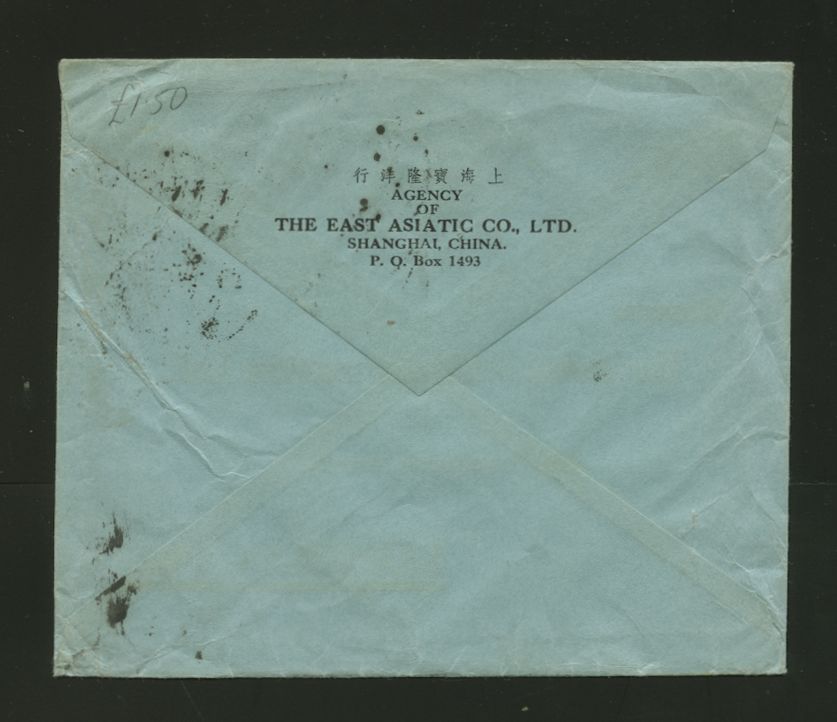 £1.50
上海寶隆洋行
AGENCY
OF
THE EAST ASIATIC CO., LTD.
SHANGHAI, CHINA.
P. O. Box 1493